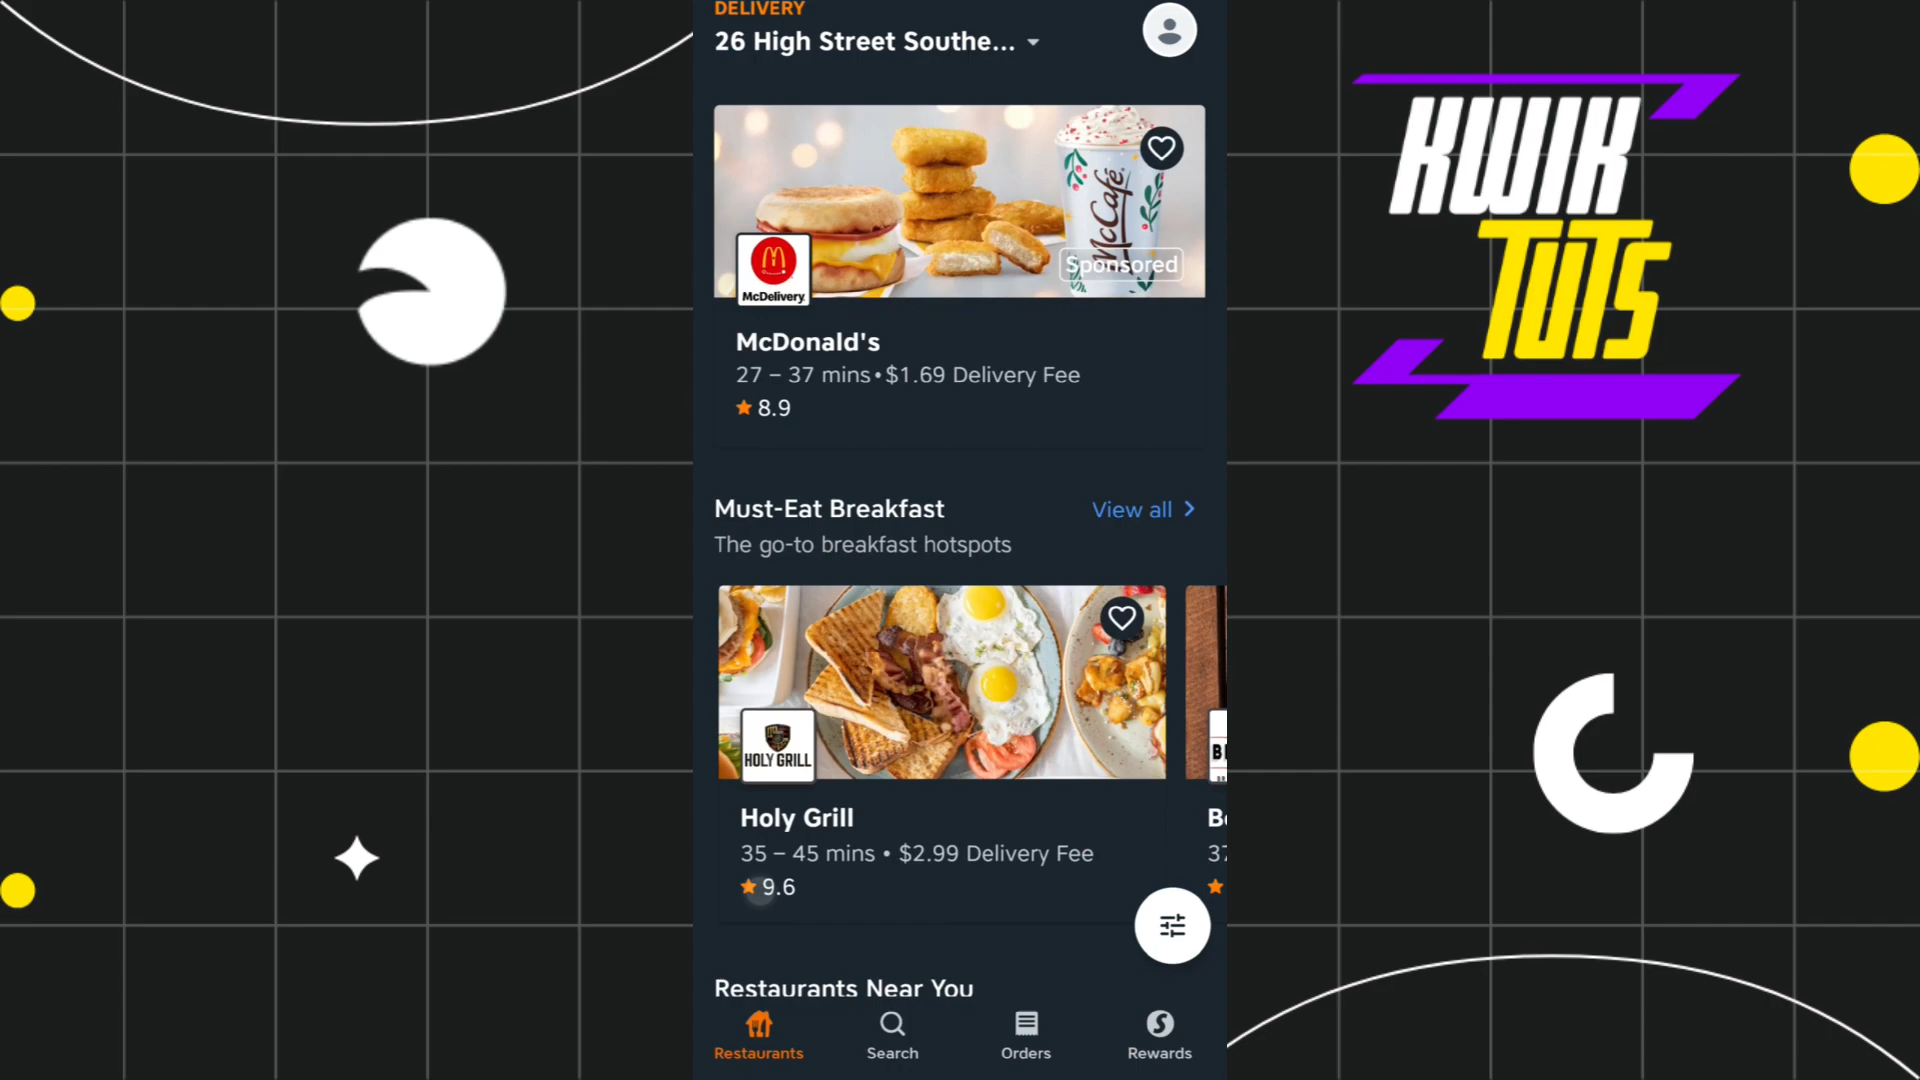 DELIVERY
26 High Street Southe...
KWIK
TUTS
McCafé
Sponsored
McDelivery
McDonald's
27 – 37 mins • $1.69 Delivery Fee
8.9
Must-Eat Breakfast
View all
The go-to breakfast hotspots
HOLY GRILL
Holy Grill
35 – 45 mins • $2.99 Delivery Fee
37
9.6
Restaurants Near You
Restaurants
Search
Orders
Rewards